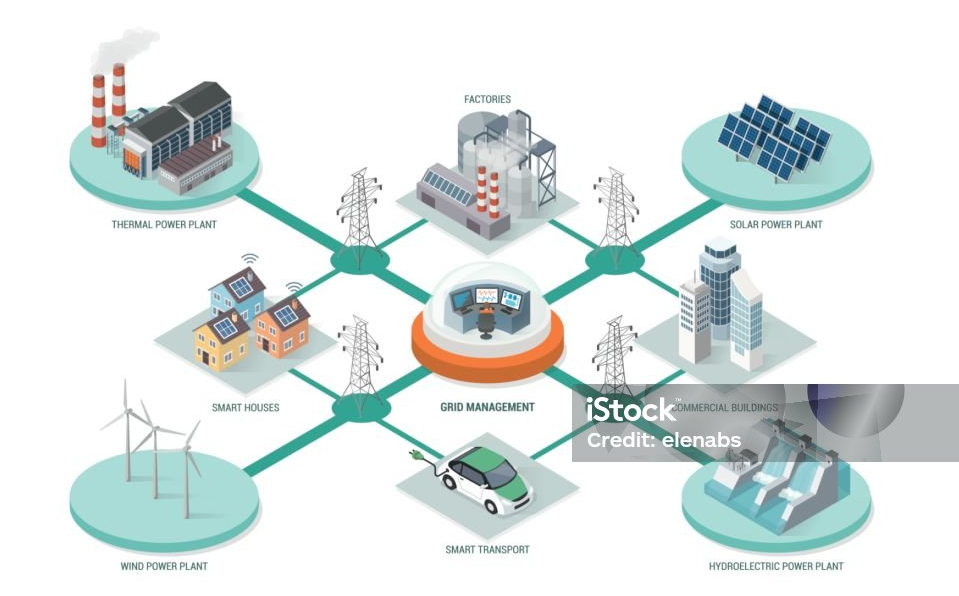 FACTORIES
THERMAL POWER PLANT
SOLAR POWER PLANT
SMART HOUSES
GRID MANAGEMENT
COMMERCIAL BUILDINGS
iStock™
Credit: elenabs
SMART TRANSPORT
WIND POWER PLANT
HYDROELECTRIC POWER PLANT